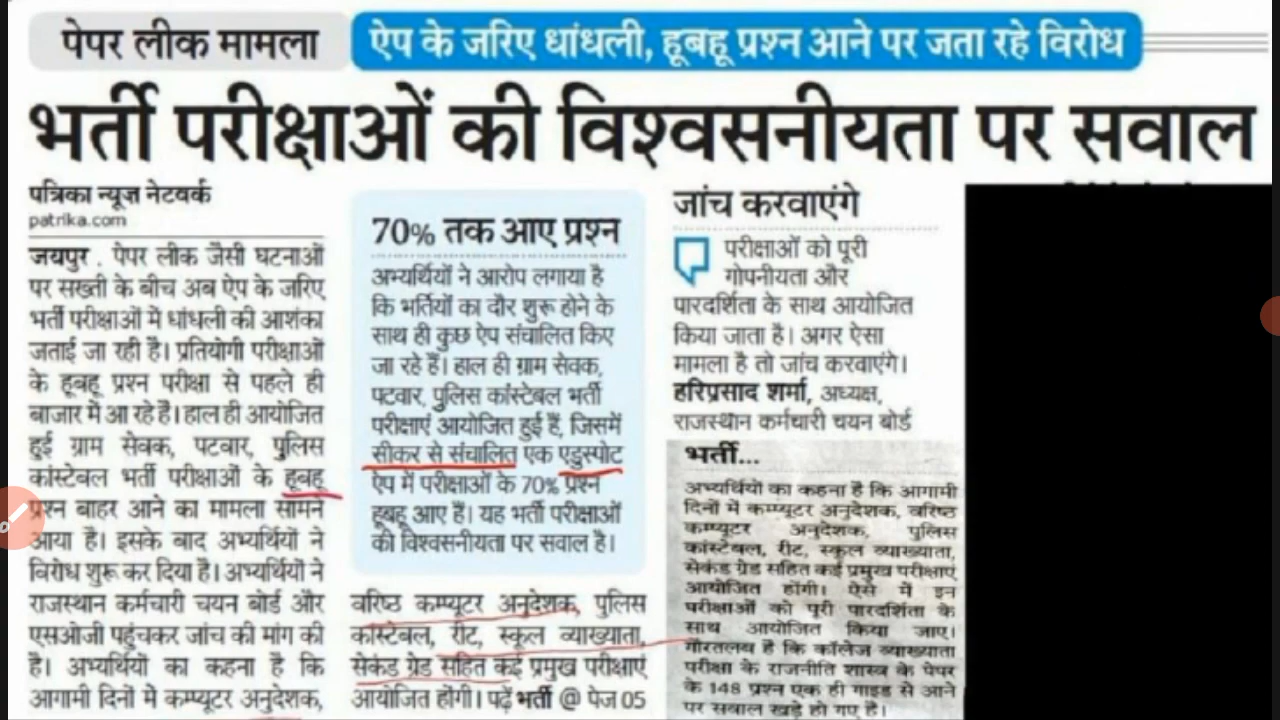 पेपर लीक मामला
ऐप के जरिए धांधली, हूबहू प्रश्न आने पर जता रहे विरोध
भर्ती परीक्षाओं की विश्वसनीयता पर सवाल
पत्रिका न्यूज नेटवर्क
patrika.com
जयपुर . पेपर लीक जैसी घटनाओं
पर सख्ती के बीच अब ऐप के जरिए
भर्ती परीक्षाओं में धांधली की आशंका
जताई जा रही है। प्रतियोगी परीक्षाओं
के हूबहू प्रश्न परीक्षा से पहले ही
बाजार में आ रहे है। हाल ही आयोजित
हुई ग्राम सेवक, पटवार, पुलिस
कांस्टेबल भर्ती परीक्षाओं के हूबहू
प्रश्न बाहर आने का मामला सामने
आया है। इसके बाद अभ्यर्थियों ने
विरोध शुरू कर दिया है। अभ्यर्थियों ने
राजस्थान कर्मचारी चयन बोर्ड और
एसओजी पहुंचकर जांच की मांग की
है। अभ्यर्थियों का कहना है कि
आगामी दिनों में कम्प्यूटर अनुदेशक,
70% तक आए प्रश्न
अभ्यर्थियों ने आरोप लगाया है
कि भर्तियों का दौर शुरू होने के
साथ ही कुछ ऐप संचालित किए
जा रहे हैं। हाल ही ग्राम सेवक,
पटवार, पुलिस कांस्टेबल भर्ती
परीक्षाएं आयोजित हुई हैं, जिसमें
सीकर से संचालित एक एडुस्पोट
ऐप में परीक्षाओं के 70% प्रश्न
हूबहू आए हैं। यह भर्ती परीक्षाओं
की विश्वसनीयता पर सवाल है।
वरिष्ठ कम्प्यूटर अनुदेशक, पुलिस
कांस्टेबल, रीट, स्कूल व्याख्याता,
सेकंड ग्रेड सहित कई प्रमुख परीक्षाएं
आयोजित होंगी। पढ़ें भर्ती @ पेज 05
जांच करवाएंगे
परीक्षाओं को पूरी
गोपनीयता और
पारदर्शिता के साथ आयोजित
किया जाता है। अगर ऐसा
मामला है तो जांच करवाएंगे।
हरिप्रसाद शर्मा, अध्यक्ष,
राजस्थान कर्मचारी चयन बोर्ड
भर्ती...
अभ्यर्थियों का कहना है कि आगामी
दिनों में कम्प्यूटर अनुदेशक, वरिष्ठ
कम्प्यूटर अनुदेशक, पुलिस
कांस्टेबल, रीट, स्कूल व्याख्याता,
सेकंड ग्रेड सहित कई प्रमुख परीक्षाएं
आयोजित होंगी। ऐसे में इन
परीक्षाओं को पूरी पारदर्शिता के
साथ आयोजित किया जाए।
गौरतलब है कि कॉलेज व्याख्याता
परीक्षा के राजनीति शास्त्र के पेपर
के 148 प्रश्न एक ही गाइड से आने
पर सवाल खड़े हो गए है।